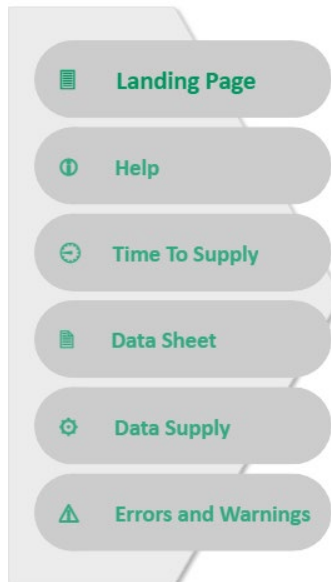 Landing Page
Help
Time To Supply
Data Sheet
Data Supply
Errors and Warnings